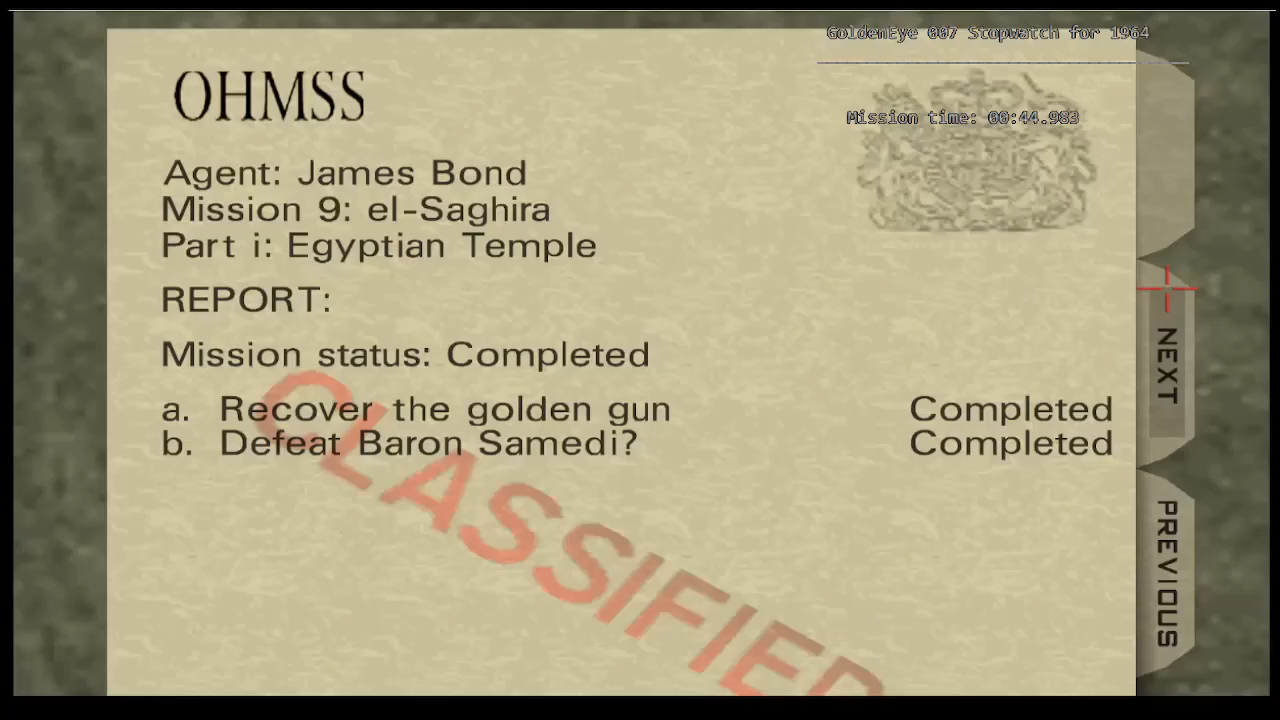 GoldenEye 007 Stopwatch for 1964
OHMSS
Mission time: 00:44.983
Agent: James Bond
Mission 9: el-Saghira
Part i: Egyptian Temple
REPORT:
Mission status: Completed
a. Recover the golden gun Completed
b. Defeat Baron Samedi? Completed
CLASSIFIED
NEXT
PREVIOUS